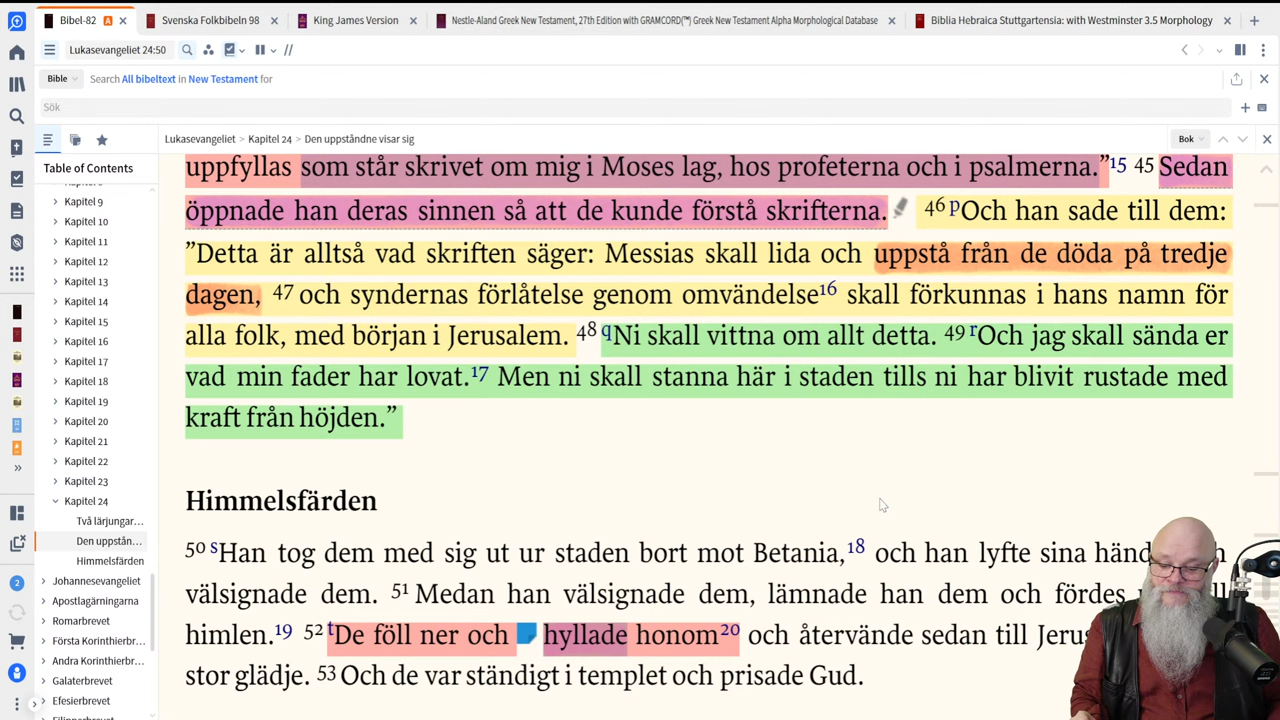 Bibel-82 A
Svenska Folkbibeln 98
King James Version
Nestle-Aland Greek New Testament, 27th Edition with GRAMCORD(™) Greek New Testament Alpha Morphological Database
Biblia Hebraica Stuttgartensia: with Westminster 3.5 Morphology
Lukasevangeliet 24:50
Bible
Search All bibeltext in New Testament for
Sök
Lukasevangeliet > Kapitel 24 > Den uppståndne visar sig
Bok
Table of Contents
Kapitel 9
Kapitel 10
Kapitel 11
Kapitel 12
Kapitel 13
Kapitel 14
Kapitel 15
Kapitel 16
Kapitel 17
Kapitel 18
Kapitel 19
Kapitel 20
Kapitel 21
Kapitel 22
Kapitel 23
Kapitel 24
Två lärjungar...
Den uppstån...
Himmelsfärden
Johannesevangeliet
Apostlagärningarna
Romarbrevet
Första Korinthierbr...
Andra Korinthierbr...
Galaterbrevet
Efesierbrevet
2
uppfyllas som står skrivet om mig i Moses lag, hos profeterna och i psalmerna.”15 45 Sedan
öppnade han deras sinnen så att de kunde förstå skrifterna. 46 pOch han sade till dem:
”Detta är alltså vad skriften säger: Messias skall lida och uppstå från de döda på tredje
dagen, 47 och syndernas förlåtelse genom omvändelse16 skall förkunnas i hans namn för
alla folk, med början i Jerusalem. 48 qNi skall vittna om allt detta. 49 rOch jag skall sända er
vad min fader har lovat.17 Men ni skall stanna här i staden tills ni har blivit rustade med
kraft från höjden.”
Himmelsfärden
50 sHan tog dem med sig ut ur staden bort mot Betania,18 och han lyfte sina händ
välsignade dem. 51 Medan han välsignade dem, lämnade han dem och fördes
himlen.19 52 tDe föll ner och hyllade honom20 och återvände sedan till Jerus
stor glädje. 53 Och de var ständigt i templet och prisade Gud.